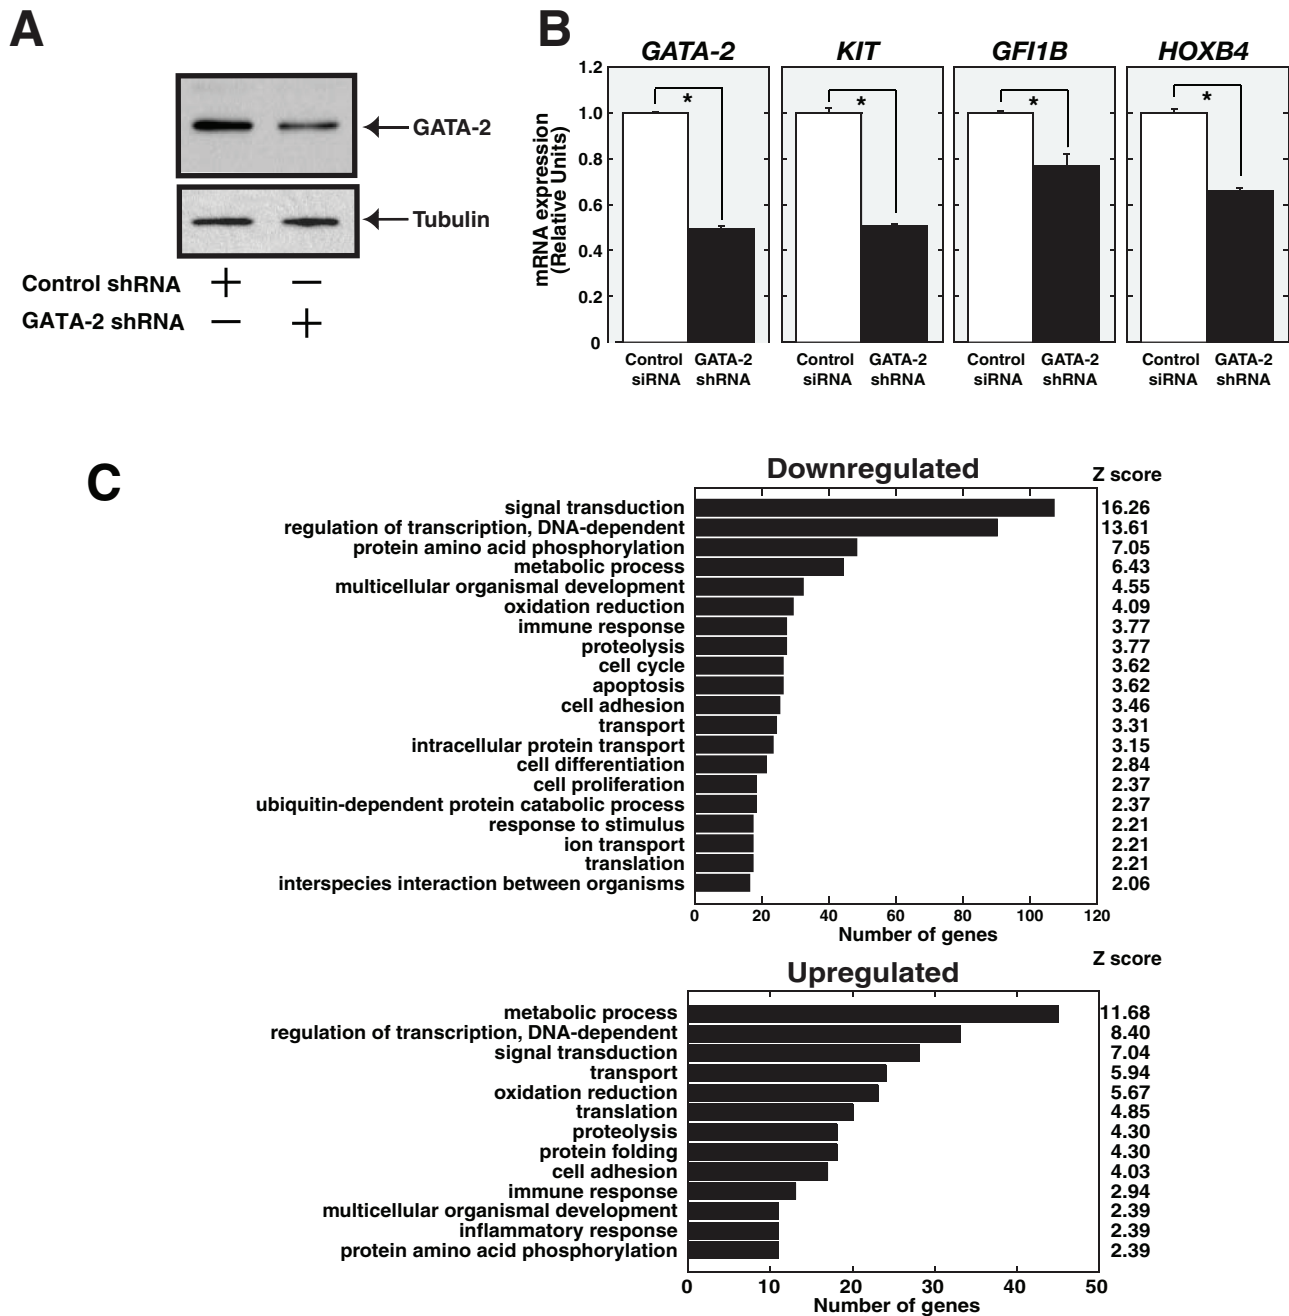 A
GATA-2
Tubulin
Control shRNA + −
GATA-2 shRNA − +
B
GATA-2 KIT GFI1B HOXB4
mRNA expression
(Relative Units)
1.2
1.0
0.8
0.6
0.4
0.2
0
* * * *
Control GATA-2 Control GATA-2 Control GATA-2 Control GATA-2
siRNA shRNA siRNA shRNA siRNA shRNA siRNA shRNA
C
Downregulated Z score
signal transduction 16.26
regulation of transcription, DNA-dependent 13.61
protein amino acid phosphorylation 7.05
metabolic process 6.43
multicellular organismal development 4.55
oxidation reduction 4.09
immune response 3.77
proteolysis 3.77
cell cycle 3.62
apoptosis 3.62
cell adhesion 3.46
transport 3.31
intracellular protein transport 3.15
cell differentiation 2.84
cell proliferation 2.37
ubiquitin-dependent protein catabolic process 2.37
response to stimulus 2.21
ion transport 2.21
translation 2.21
interspecies interaction between organisms 2.06
0 20 40 60 80 100 120
Number of genes
Z score
Upregulated
metabolic process 11.68
regulation of transcription, DNA-dependent 8.40
signal transduction 7.04
transport 5.94
oxidation reduction 5.67
translation 4.85
proteolysis 4.30
protein folding 4.30
cell adhesion 4.03
immune response 2.94
multicellular organismal development 2.39
inflammatory response 2.39
protein amino acid phosphorylation 2.39
0 10 20 30 40 50
Number of genes